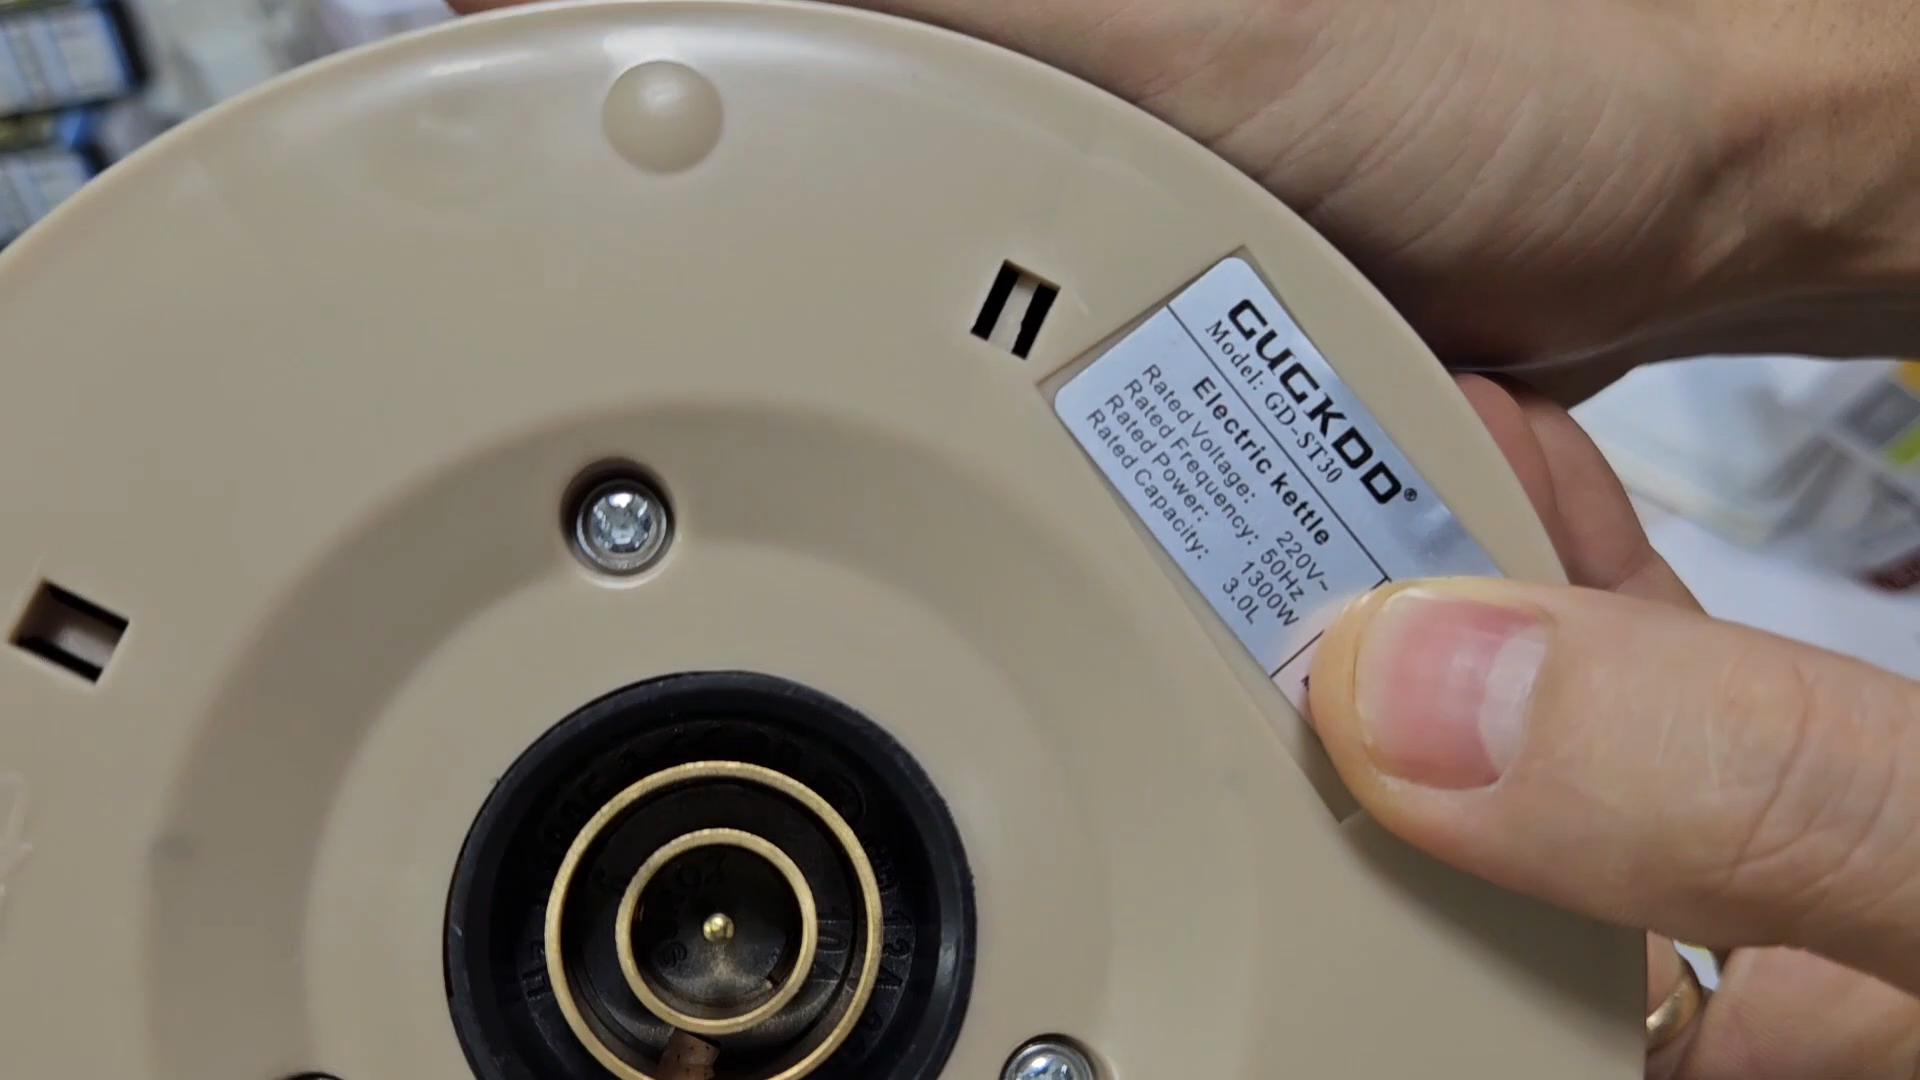 GUGKDD®
Model: GD-ST30
Electric kettle
Rated Voltage: 220V~
Rated Frequency: 50Hz
Rated Power: 1300W
Rated Capacity: 3.0L